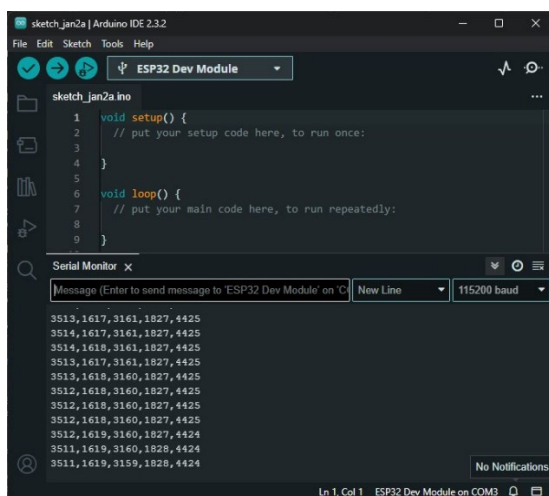 sketch_jan2a | Arduino IDE 2.3.2
File Edit Sketch Tools Help
ESP32 Dev Module
sketch_jan2a.ino
1 void setup() {
2 // put your setup code here, to run once:
3
4 }
5
6 void loop() {
7 // put your main code here, to run repeatedly:
8
9 }
Serial Monitor
Message (Enter to send message to 'ESP32 Dev Module' on 'C
New Line
115200 baud
3513,1617,3161,1827,4425
3514,1617,3161,1827,4425
3514,1618,3161,1827,4425
3513,1617,3161,1827,4425
3513,1618,3160,1827,4425
3512,1618,3160,1827,4425
3512,1618,3160,1827,4425
3512,1618,3160,1827,4425
3512,1619,3160,1827,4424
3511,1619,3160,1828,4424
3511,1619,3159,1828,4424
No Notifications
Ln 1, Col 1 ESP32 Dev Module on COM3